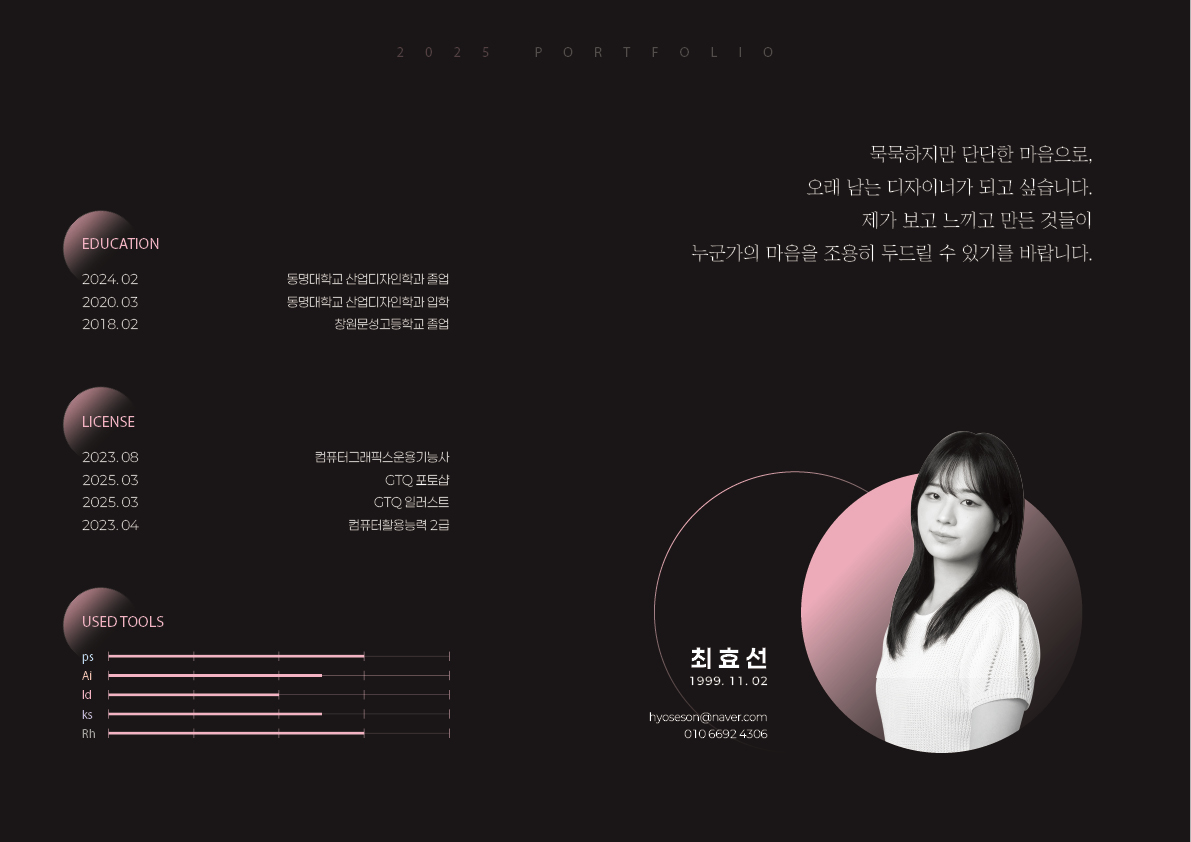 2025 PORTFOLIO
묵묵하지만 단단한 마음으로,
오래 남는 디자이너가 되고 싶습니다.
제가 보고 느끼고 만든 것들이
누군가의 마음을 조용히 두드릴 수 있기를 바랍니다.
EDUCATION
2024. 02 동명대학교 산업디자인학과 졸업
2020. 03 동명대학교 산업디자인학과 입학
2018. 02 창원문성고등학교 졸업
LICENSE
2023. 08 컴퓨터그래픽스운용기능사
2025. 03 GTQ 포토샵
2025. 03 GTQ 일러스트
2023. 04 컴퓨터활용능력 2급
USED TOOLS
ps
Ai
Id
ks
Rh
최효선
1999. 11. 02
hyoseson@naver.com
010 6692 4306